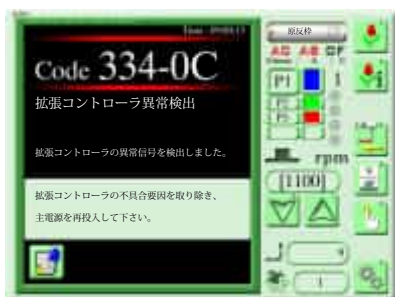 Code 334-0C
拡張コントローラ異常検出
拡張コントローラの異常信号を検出しました。
拡張コントローラの不具合要因を取り除き、
主電源を再投入して下さい。
原反枠
P1
1
rpm
[1100]
1